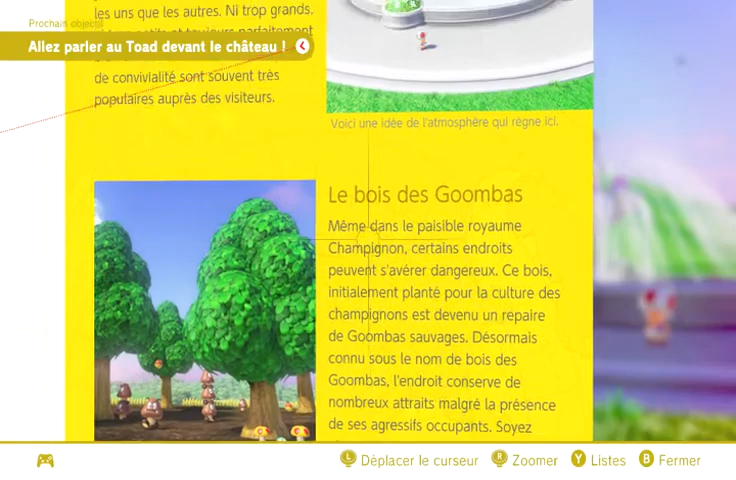 les uns que les autres. Ni trop grands.
Prochain objectif
Allez parler au Toad devant le château !
de convivialité sont souvent très
populaires auprès des visiteurs.
Voici une idée de l'atmosphère qui règne ici.
Le bois des Goombas
Même dans le paisible royaume
Champignon, certains endroits
peuvent s'avérer dangereux. Ce bois,
initialement planté pour la culture des
champignons est devenu un repaire
de Goombas sauvages. Désormais
connu sous le nom de bois des
Goombas, l'endroit conserve de
nombreux attraits malgré la présence
de ses agressifs occupants. Soyez
L Déplacer le curseur R Zoomer Y Listes B Fermer